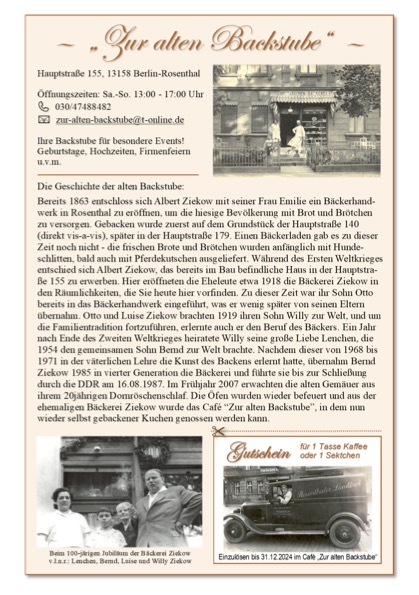 ~ „Zur alten Backstube“ ~
Hauptstraße 155, 13158 Berlin-Rosenthal
Öffnungszeiten: Sa.-So. 13:00 - 17:00 Uhr
030/47488482
zur-alten-backstube@t-online.de
Ihre Backstube für besondere Events!
Geburtstage, Hochzeiten, Firmenfeiern
u.v.m.
Die Geschichte der alten Backstube:
Bereits 1863 entschloss sich Albert Ziekow mit seiner Frau Emilie ein Bäckerhand-
werk in Rosenthal zu eröffnen, um die hiesige Bevölkerung mit Brot und Brötchen
zu versorgen. Gebacken wurde zuerst auf dem Grundstück der Hauptstraße 140
(direkt vis-a-vis), später in der Hauptstraße 179. Einen Bäckerladen gab es zu dieser
Zeit noch nicht - die frischen Brote und Brötchen wurden anfänglich mit Hunde-
schlitten, bald auch mit Pferdekutschen ausgeliefert. Während des Ersten Weltkrieges
entschied sich Albert Ziekow, das bereits im Bau befindliche Haus in der Hauptstra-
ße 155 zu erwerben. Hier eröffneten die Eheleute etwa 1918 die Bäckerei Ziekow in
den Räumlichkeiten, die Sie heute hier vorfinden. Zu dieser Zeit war ihr Sohn Otto
bereits in das Bäckerhandwerk eingeführt, was er wenig später von seinen Eltern
übernahm. Otto und Luise Ziekow brachten 1919 ihren Sohn Willy zur Welt, und um
die Familientradition fortzuführen, erlernte auch er den Beruf des Bäckers. Ein Jahr
nach Ende des Zweiten Weltkrieges heiratete Willy seine große Liebe Lenchen, die
1954 den gemeinsamen Sohn Bernd zur Welt brachte. Nachdem dieser von 1968 bis
1971 in der väterlichen Lehre die Kunst des Backens erlernt hatte, übernahm Bernd
Ziekow 1985 in vierter Generation die Bäckerei und führte sie bis zur Schließung
durch die DDR am 16.08.1987. Im Frühjahr 2007 erwachten die alten Gemäuer aus
ihrem 20jährigen Domröschenschlaf. Die Öfen wurden wieder befeuert und aus der
ehemaligen Bäckerei Ziekow wurde das Café “Zur alten Backstube”, in dem nun
wieder selbst gebackener Kuchen genossen werden kann.
Beim 100-järigen Jubiläum der Bäckerei Ziekow
v.l.n.r.: Lenchen, Bernd, Luise und Willy Ziekow
Gutschein
für 1 Tasse Kaffee
oder 1 Sektchen
Einzulösen bis 31.12.2024 im Café „Zur alten Backstube“